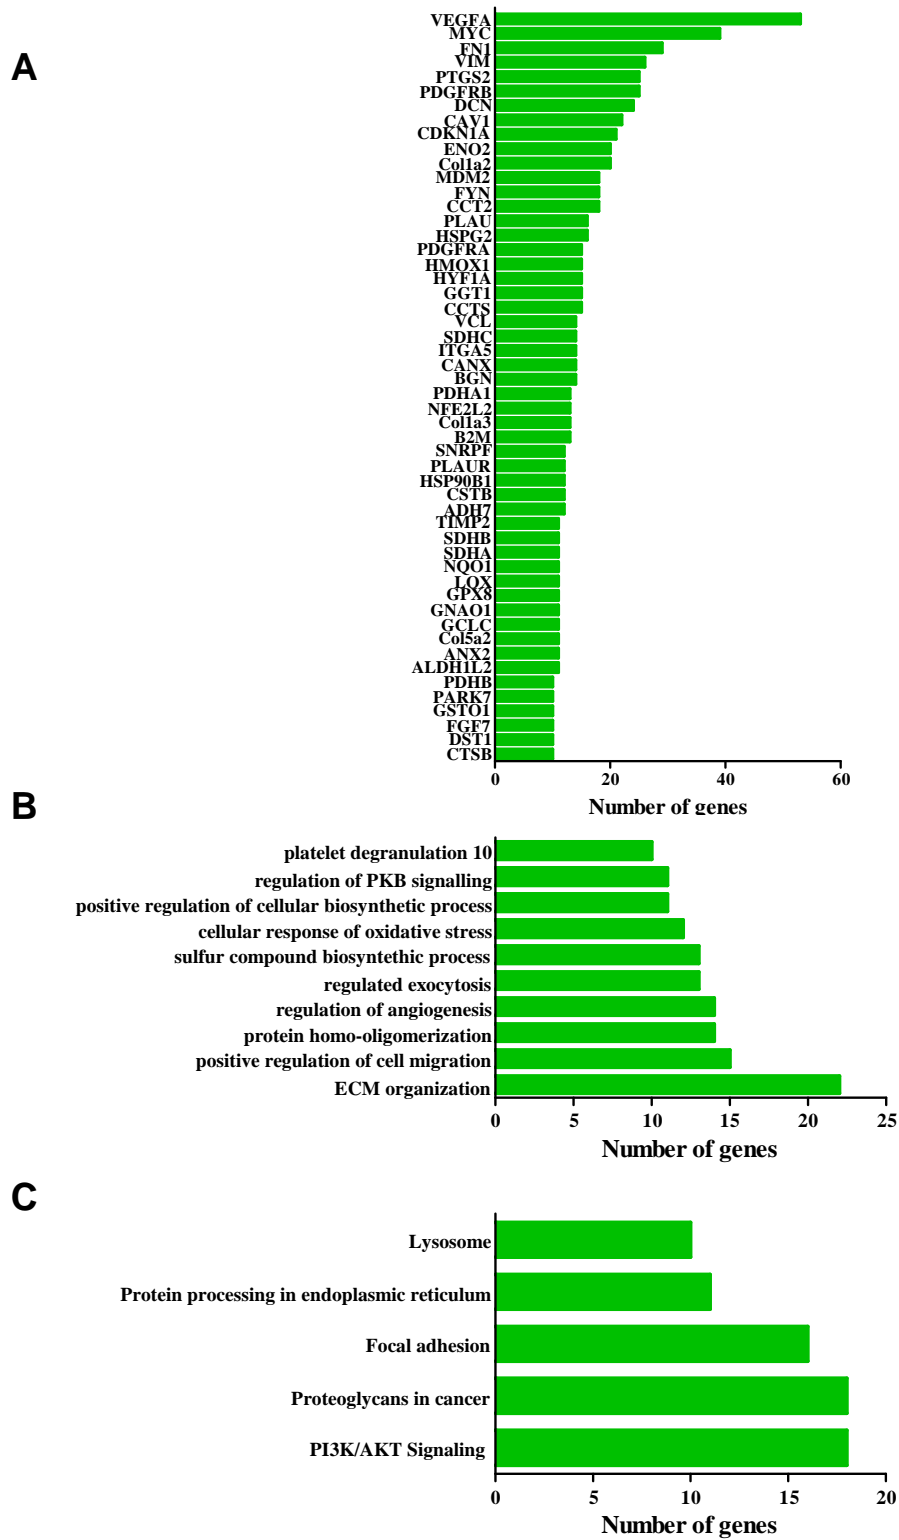 A
VEGFA
MYC
FN1
VIM
PTGS2
PDGFRB
DCN
CAV1
CDKN1A
ENO2
Col1a2
MDM2
FYN
CCT2
PLAU
HSPG2
PDGFRA
HMOX1
HYF1A
GGT1
CCTS
VCL
SDHC
ITGA5
CANX
BGN
PDHA1
NFE2L2
Col1a3
B2M
SNRPF
PLAUR
HSP90B1
CSTB
ADH7
TIMP2
SDHB
SDHA
NQO1
LOX
GPX8
GNAO1
GCLC
Col5a2
ANX2
ALDH1L2
PDHB
PARK7
GSTO1
FGF7
DST1
CTSB
0 20 40 60
Number of genes
B
platelet degranulation 10
regulation of PKB signalling
positive regulation of cellular biosynthetic process
cellular response of oxidative stress
sulfur compound biosyntethic process
regulated exocytosis
regulation of angiogenesis
protein homo-oligomerization
positive regulation of cell migration
ECM organization
0 5 10 15 20 25
Number of genes
C
Lysosome
Protein processing in endoplasmic reticulum
Focal adhesion
Proteoglycans in cancer
PI3K/AKT Signaling
0 5 10 15 20
Number of genes